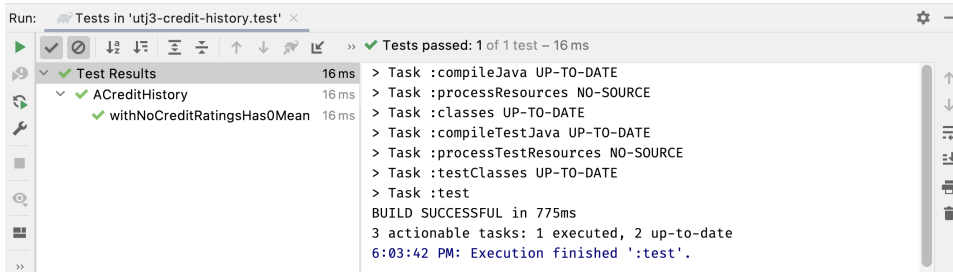 Run: Tests in 'utj3-credit-history.test' ×
» Tests passed: 1 of 1 test – 16 ms
Test Results 16 ms
ACreditHistory 16 ms
withNoCreditRatingsHas0Mean 16 ms
> Task :compileJava UP-TO-DATE
> Task :processResources NO-SOURCE
> Task :classes UP-TO-DATE
> Task :compileTestJava UP-TO-DATE
> Task :processTestResources NO-SOURCE
> Task :testClasses UP-TO-DATE
> Task :test
BUILD SUCCESSFUL in 775ms
3 actionable tasks: 1 executed, 2 up-to-date
6:03:42 PM: Execution finished ':test'.
»